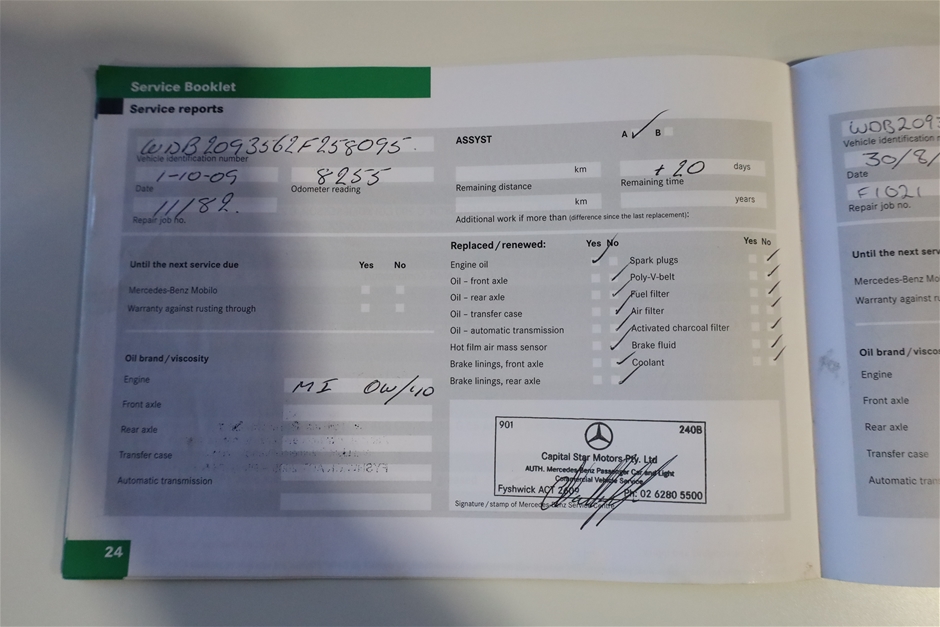 Service Booklet
Service reports
WDB2093562F258095.
Vehicle identification number
1-10-09 8255
Date Odometer reading
11182.
Repair job no.
ASSYST A ✓ B
km + 20 days
Remaining distance Remaining time
km years
Additional work if more than (difference since the last replacement):
Until the next service due Yes No
Mercedes-Benz Mobilo
Warranty against rusting through
Replaced / renewed: Yes No Yes No
Engine oil Spark plugs
Oil – front axle Poly-V-belt
Oil – rear axle Fuel filter
Oil – transfer case Air filter
Oil – automatic transmission Activated charcoal filter
Hot film air mass sensor Brake fluid
Brake linings, front axle Coolant
Brake linings, rear axle
Oil brand / viscosity
Engine M I 0W/40
Front axle
Rear axle
Transfer case
Automatic transmission
901 240B
Capital Star Motors Pty. Ltd
AUTH. Mercedes-Benz Passenger Car and Light
Commercial Vehicle Service
Fyshwick ACT 2609 Ph: 02 6280 5500
Signature / stamp of Mercedes-Benz Service Centre
24
WDB2093
Vehicle identification
30/8/
Date
F1021
Repair job no.
Until the next
Mercedes-Benz
Warranty against
Oil brand
Engine
Front axle
Rear axle
Transfer case
Automatic